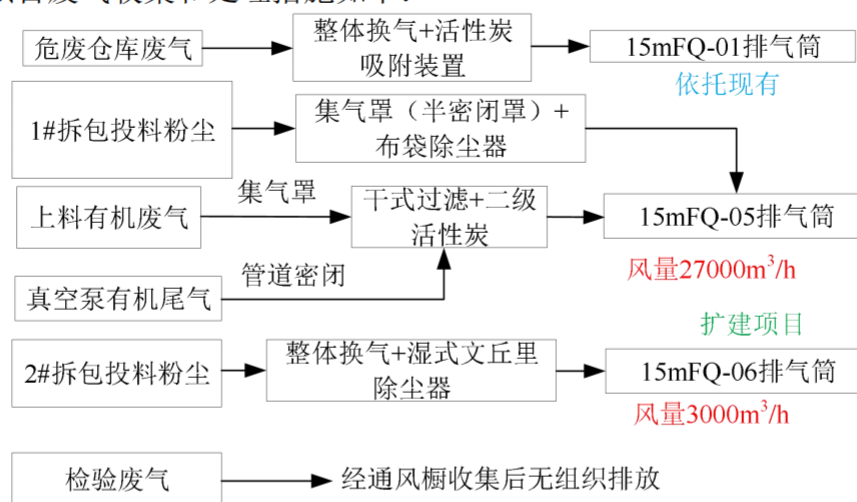 危废仓库废气
整体换气+活性炭
吸附装置
15mFQ-01排气筒
依托现有
1#拆包投料粉尘
集气罩（半密闭罩）+
布袋除尘器
上料有机废气
集气罩
干式过滤+二级
活性炭
15mFQ-05排气筒
风量27000m³/h
真空泵有机尾气
管道密闭
扩建项目
2#拆包投料粉尘
整体换气+湿式文丘里
除尘器
15mFQ-06排气筒
风量3000m³/h
检验废气
经通风橱收集后无组织排放